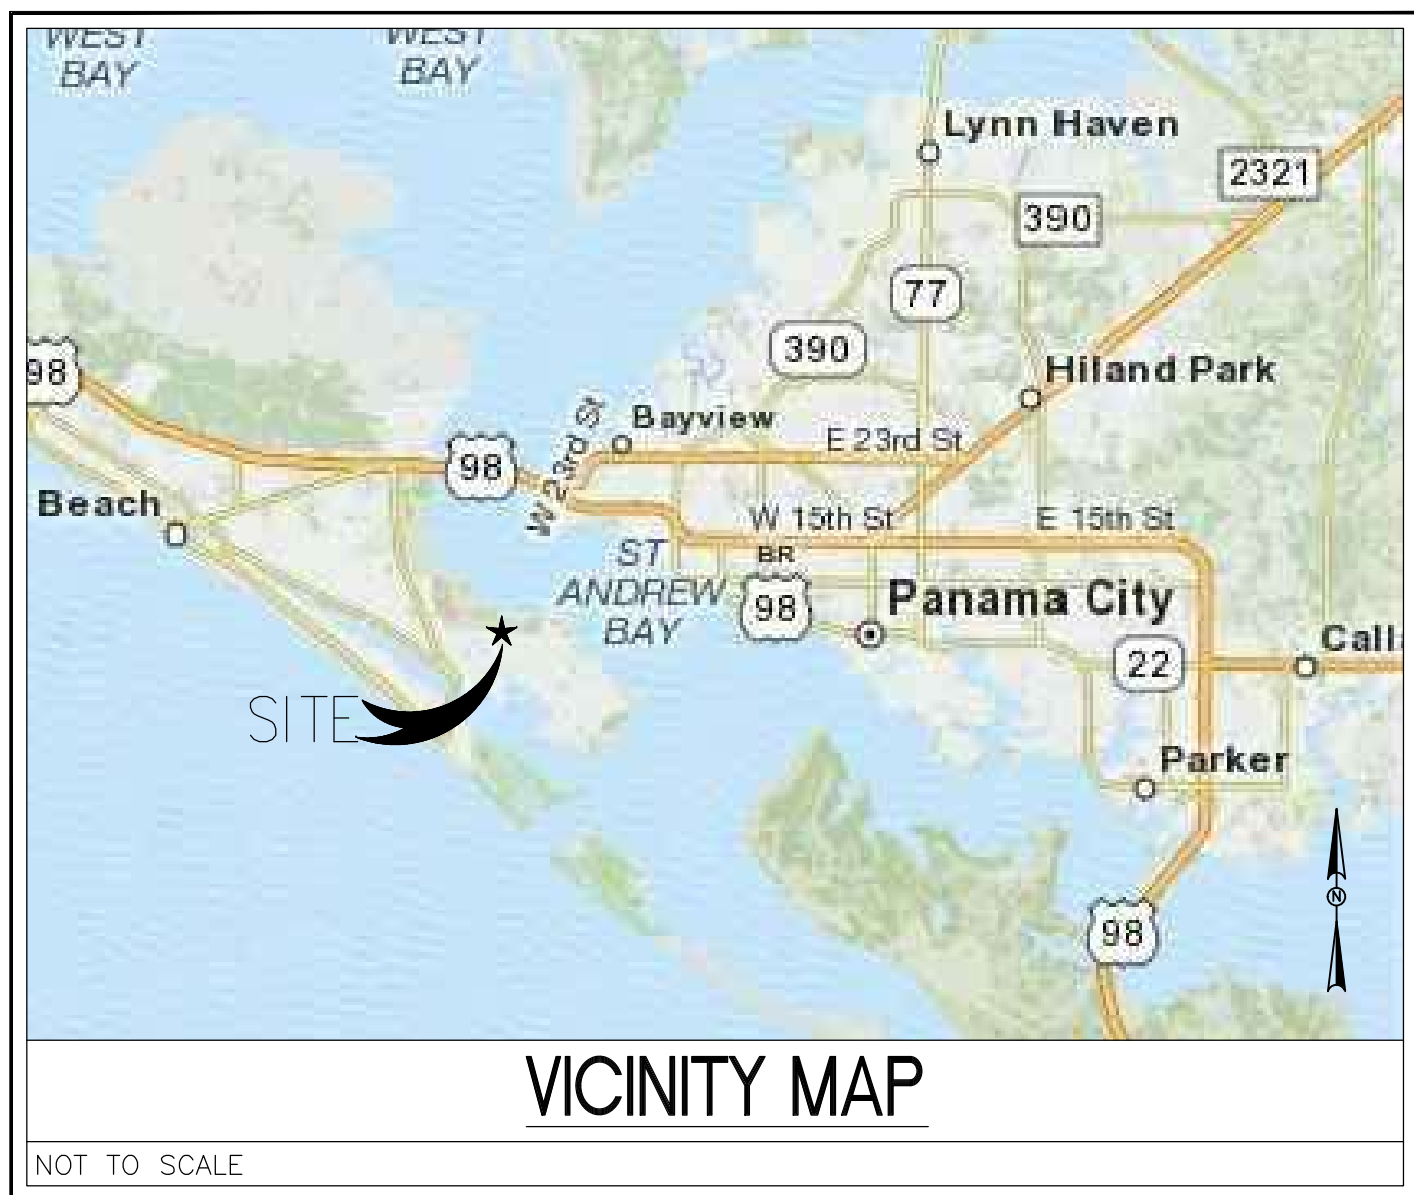 WEST
BAY
WEST
BAY
Lynn Haven
2321
390
77
390
98
Hiland Park
Bayview
E 23rd St
W 23rd St
98
Beach
W 15th St
E 15th St
BR
98
ST
ANDREW
BAY
Panama City
22
Call
SITE
Parker
N
98
VICINITY MAP
NOT TO SCALE